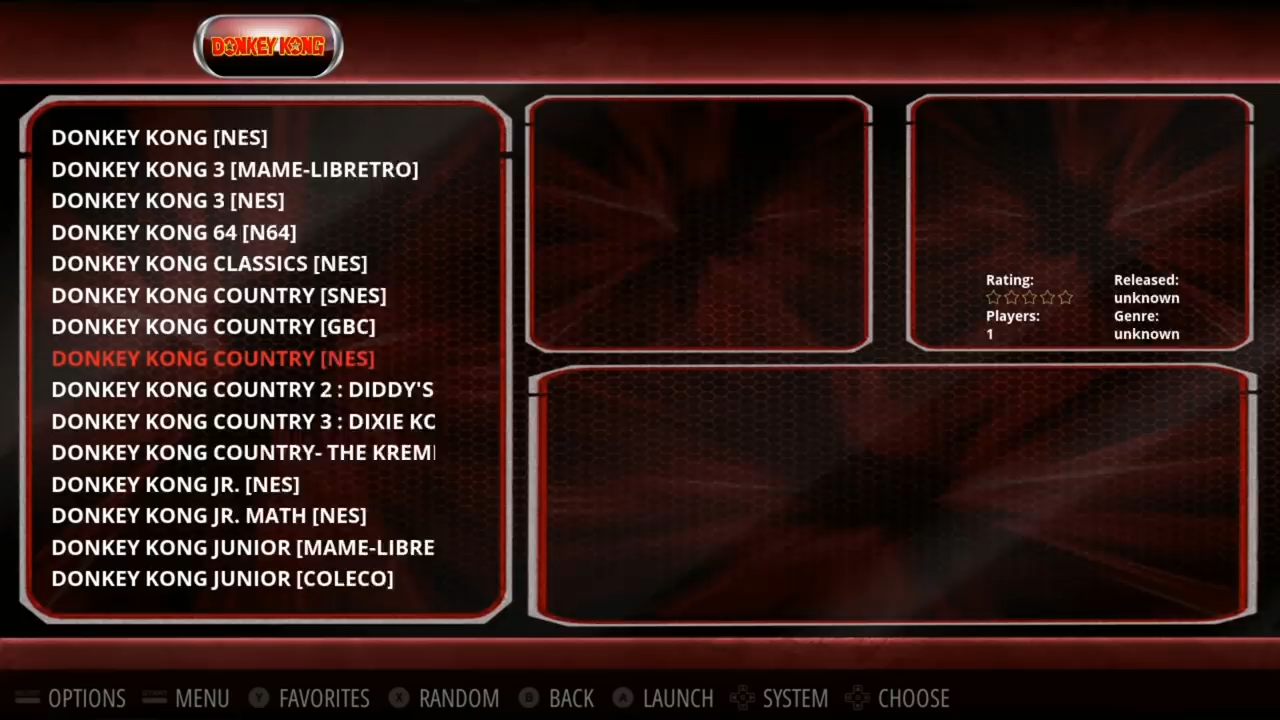 DONKEY KONG
DONKEY KONG [NES]
DONKEY KONG 3 [MAME-LIBRETRO]
DONKEY KONG 3 [NES]
DONKEY KONG 64 [N64]
DONKEY KONG CLASSICS [NES]
DONKEY KONG COUNTRY [SNES]
DONKEY KONG COUNTRY [GBC]
DONKEY KONG COUNTRY [NES]
DONKEY KONG COUNTRY 2 : DIDDY'S
DONKEY KONG COUNTRY 3 : DIXIE KO
DONKEY KONG COUNTRY- THE KREM
DONKEY KONG JR. [NES]
DONKEY KONG JR. MATH [NES]
DONKEY KONG JUNIOR [MAME-LIBRE
DONKEY KONG JUNIOR [COLECO]
Rating:
Players:
1
Released:
unknown
Genre:
unknown
OPTIONS MENU Y FAVORITES X RANDOM B BACK A LAUNCH SYSTEM CHOOSE